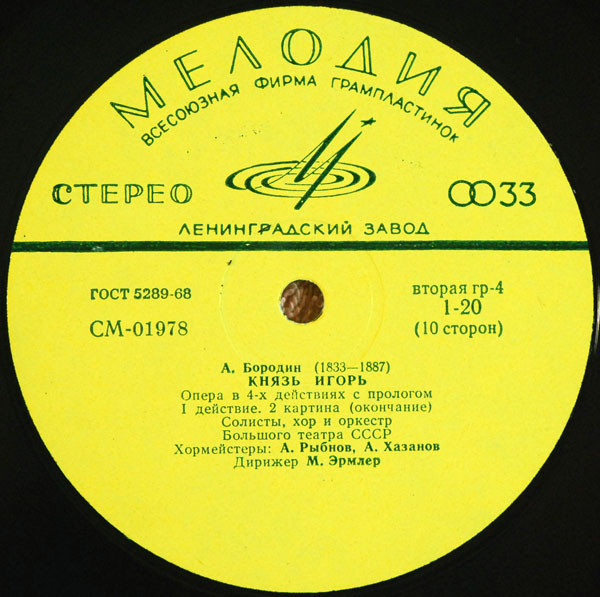 МЕЛОДИЯ
ВСЕСОЮЗНАЯ ФИРМА ГРАМПЛАСТИНОК
СТЕРЕО
33
ЛЕНИНГРАДСКИЙ ЗАВОД
ГОСТ 5289-68
вторая гр-4
СМ-01978
1-20
(10 сторон)
А. Бородин (1833—1887)
КНЯЗЬ ИГОРЬ
Опера в 4-х действиях с прологом
1 действие. 2 картина (окончание)
Солисты, хор и оркестр
Большого театра СССР
Хормейстеры: А. Рыбнов, А. Хазанов
Дирижер М. Эрмлер